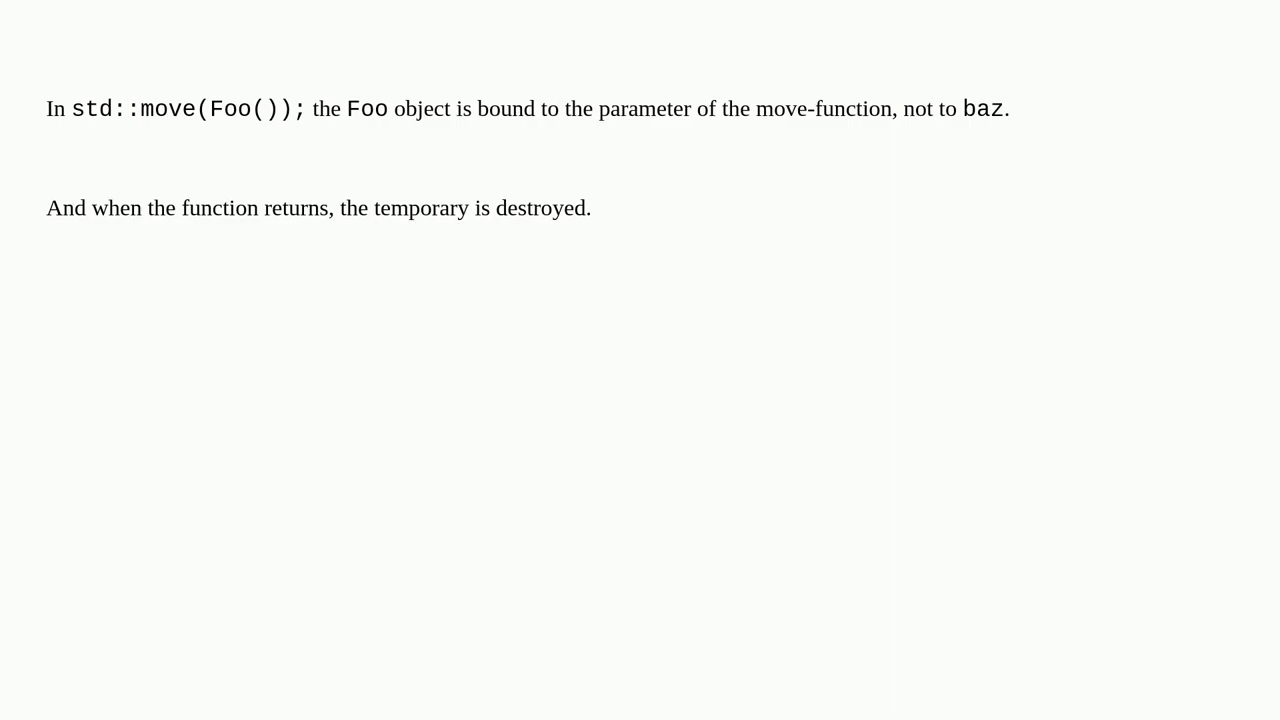 In std::move(Foo()); the Foo object is bound to the parameter of the move-function, not to baz.
And when the function returns, the temporary is destroyed.